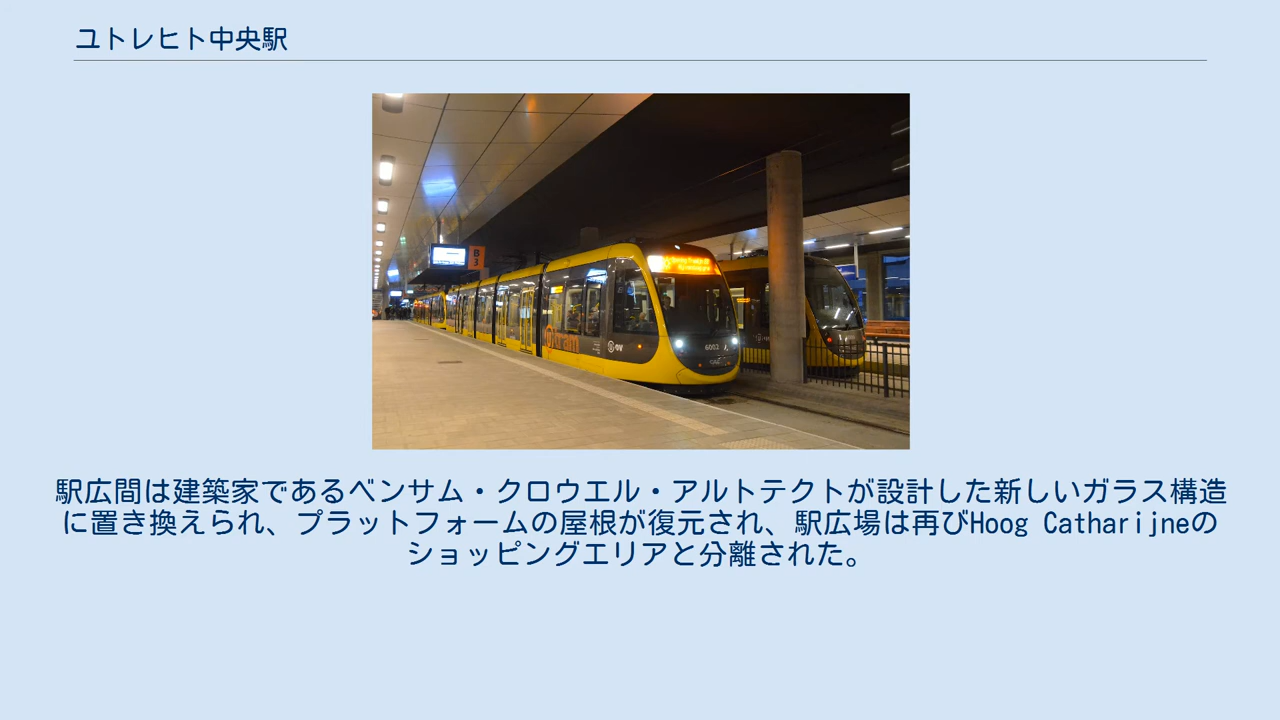 ユトレヒト中央駅
B
3
6002
駅広間は建築家であるベンサム・クロウエル・アルトテクトが設計した新しいガラス構造
に置き換えられ、プラットフォームの屋根が復元され、駅広場は再びHoog Catharijneの
ショッピングエリアと分離された。